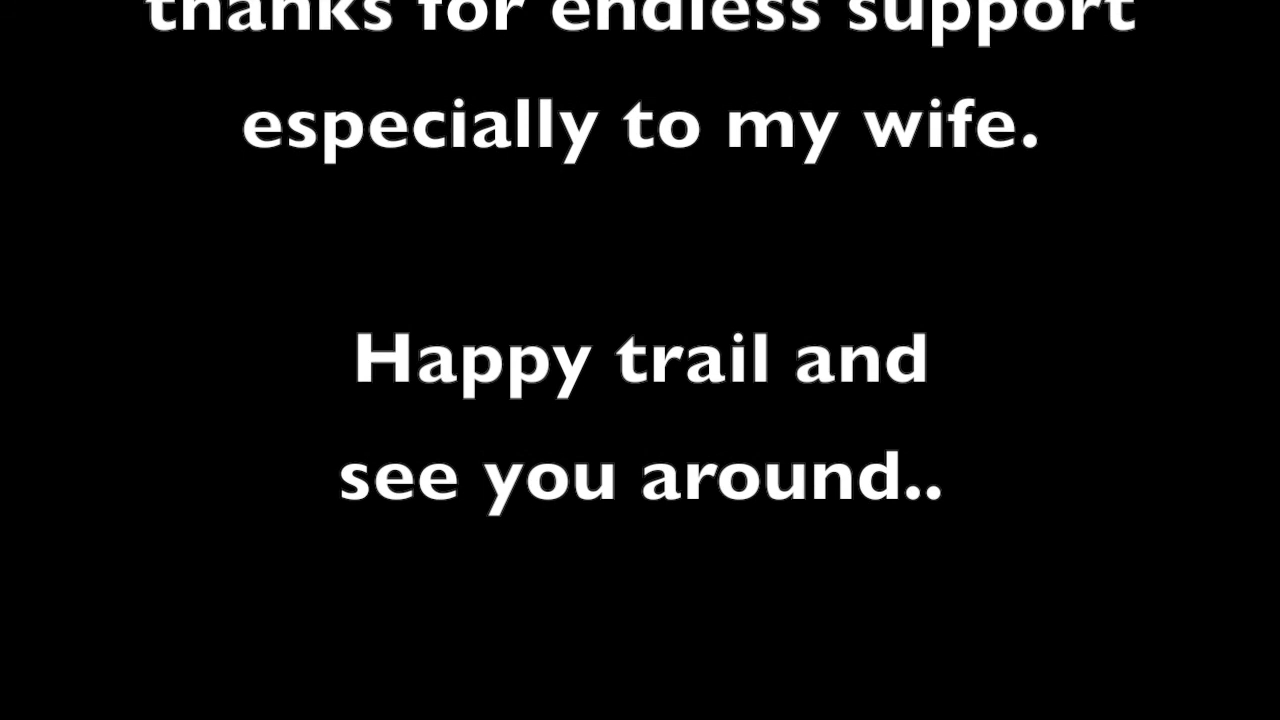 thanks for endless support
especially to my wife.
Happy trail and
see you around..